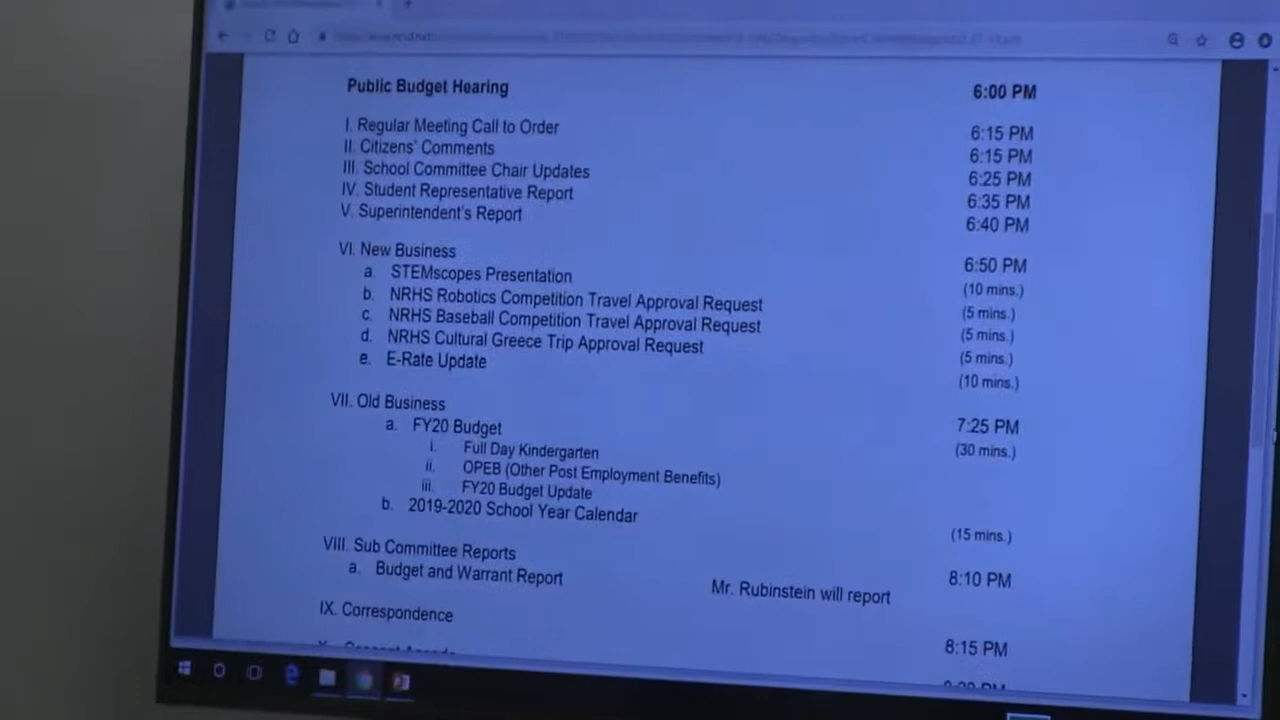 Public Budget Hearing 6:00 PM
I. Regular Meeting Call to Order 6:15 PM
II. Citizens' Comments 6:15 PM
III. School Committee Chair Updates 6:25 PM
IV. Student Representative Report 6:35 PM
V. Superintendent's Report 6:40 PM
VI. New Business 6:50 PM
a. STEMscopes Presentation (10 mins.)
b. NRHS Robotics Competition Travel Approval Request (5 mins.)
c. NRHS Baseball Competition Travel Approval Request (5 mins.)
d. NRHS Cultural Greece Trip Approval Request (5 mins.)
e. E-Rate Update (10 mins.)
VII. Old Business 7:25 PM
a. FY20 Budget (30 mins.)
i. Full Day Kindergarten
ii. OPEB (Other Post Employment Benefits)
iii. FY20 Budget Update
b. 2019-2020 School Year Calendar (15 mins.)
VIII. Sub Committee Reports 8:10 PM
a. Budget and Warrant Report Mr. Rubinstein will report
IX. Correspondence 8:15 PM